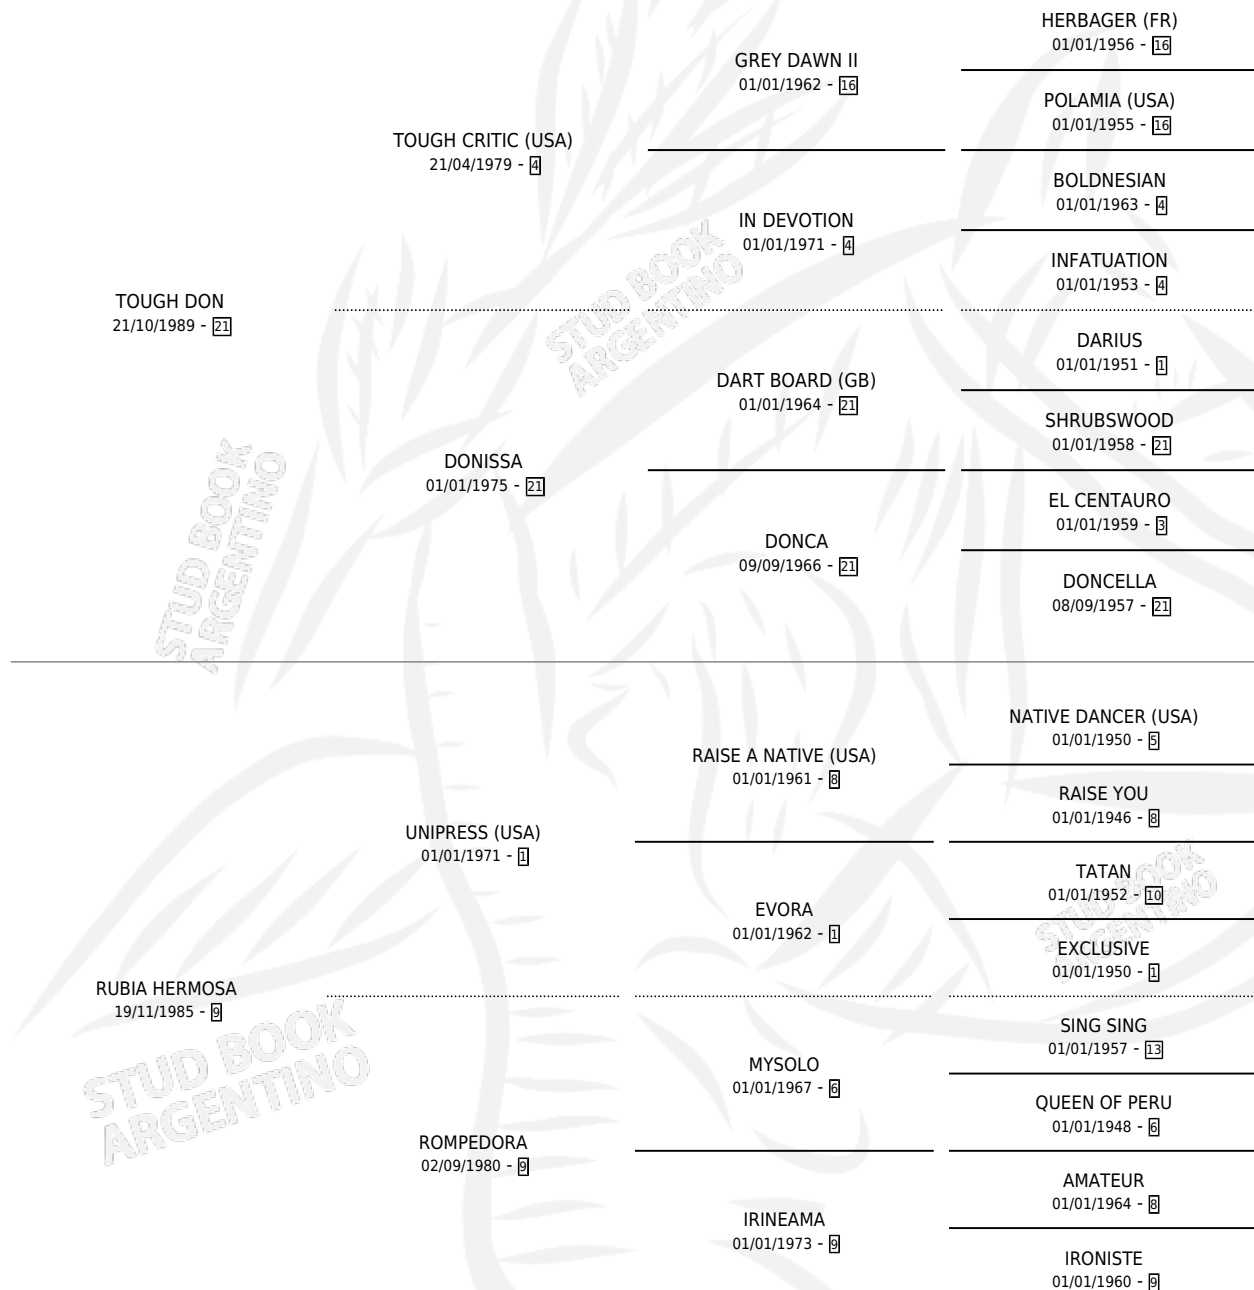 HERBAGER (FR)
01/01/1956 - 16
GREY DAWN II
01/01/1962 - 16
POLAMIA (USA)
01/01/1955 - 16
TOUGH CRITIC (USA)
21/04/1979 - 4
BOLDNESIAN
01/01/1963 - 4
IN DEVOTION
01/01/1971 - 4
INFATUATION
01/01/1953 - 4
TOUGH DON
21/10/1989 - 21
DARIUS
01/01/1951 - 1
DART BOARD (GB)
01/01/1964 - 21
SHRUBSWOOD
01/01/1958 - 21
DONISSA
01/01/1975 - 21
EL CENTAURO
01/01/1959 - 3
DONCA
09/09/1966 - 21
DONCELLA
08/09/1957 - 21
STUD BOOK
ARGENTINO
STUD BOOK
ARGENTINO
NATIVE DANCER (USA)
01/01/1950 - 5
RAISE A NATIVE (USA)
01/01/1961 - 8
RAISE YOU
01/01/1946 - 8
UNIPRESS (USA)
01/01/1971 - 1
TATAN
01/01/1952 - 10
EVORA
01/01/1962 - 1
EXCLUSIVE
01/01/1950 - 1
RUBIA HERMOSA
19/11/1985 - 9
SING SING
01/01/1957 - 13
MYSOLO
01/01/1967 - 6
QUEEN OF PERU
01/01/1948 - 6
ROMPEDORA
02/09/1980 - 9
AMATEUR
01/01/1964 - 8
IRINEAMA
01/01/1973 - 9
IRONISTE
01/01/1960 - 9
STUD BOOK
ARGENTINO
STUD BOOK
ARGENTINO